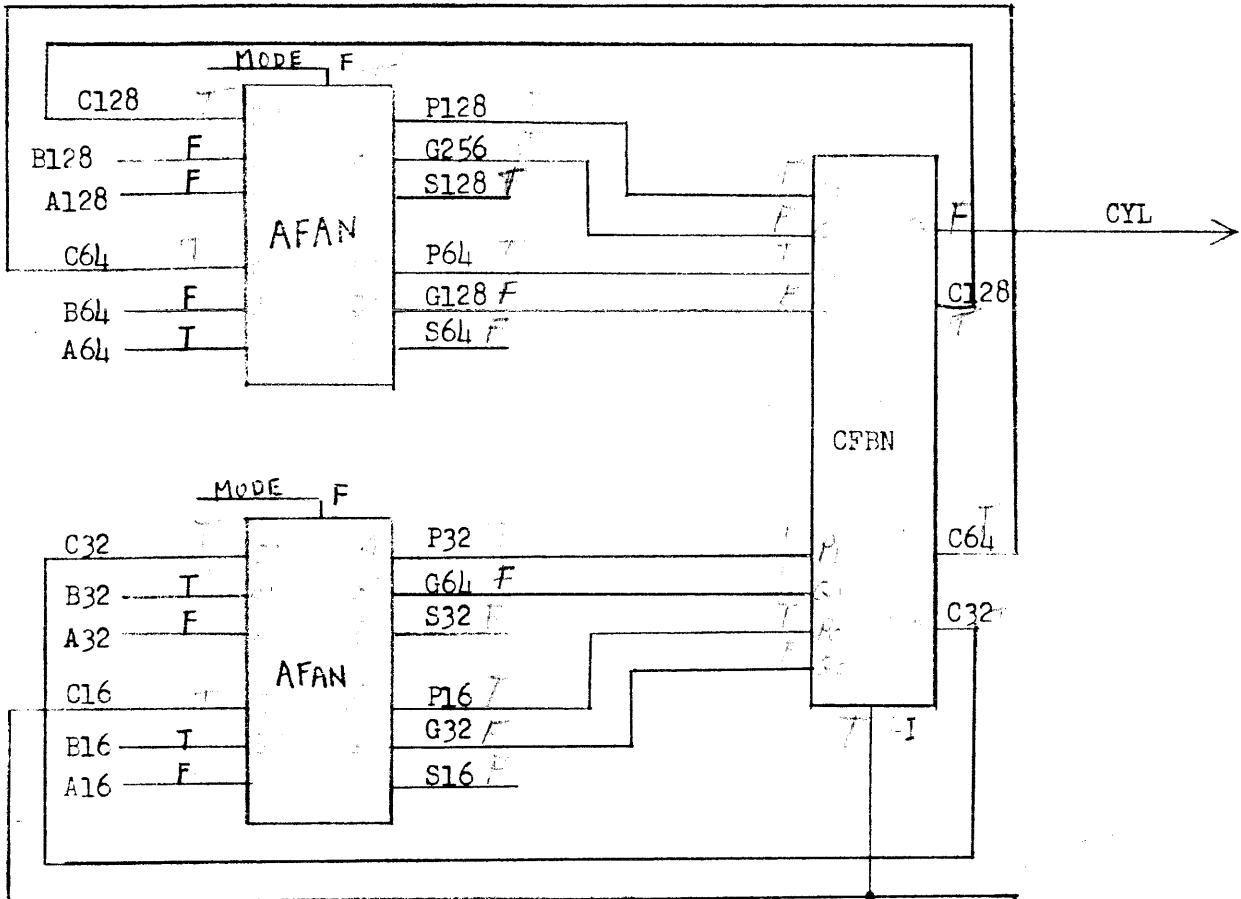 MODE F
C128 T P128
B128 F G256
A128 F S128 T
AFAN
F CYL
C64 T P64 T
T
B64 F G128 F F C128
T
A64 T S64 F
CFBN
MODE F
C32 T P32 C64 T
B32 T G64 F
A32 F S32 F T C32
AFAN
C16 T P16 T
T -I
B16 T G32 F
A16 F S16 F